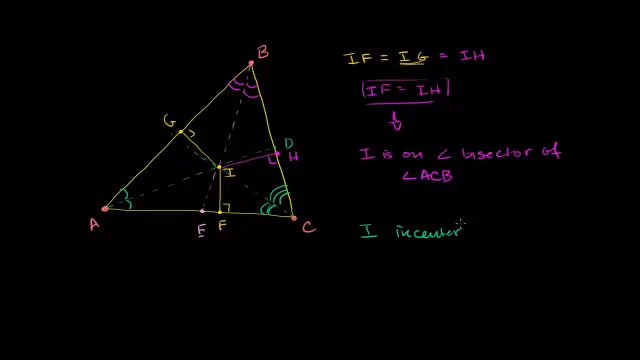 B
IF = IG = IH
IF = IH
G
D
H
I
I is on ∠ bisector of
∠ACB
A
E
F
C
I incenter